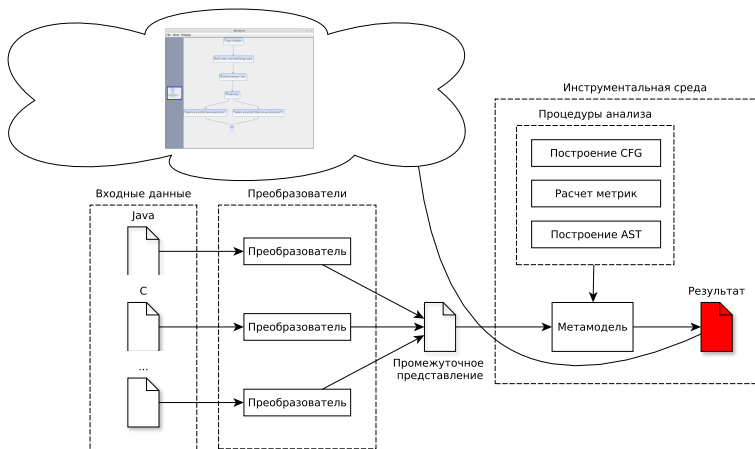 Инструментальная среда
Процедуры анализа
Построение CFG
Расчет метрик
Построение AST
Входные данные
Преобразователи
Java
Преобразователь
C
Преобразователь
...
Преобразователь
Промежуточное
представление
Метамодель
Результат